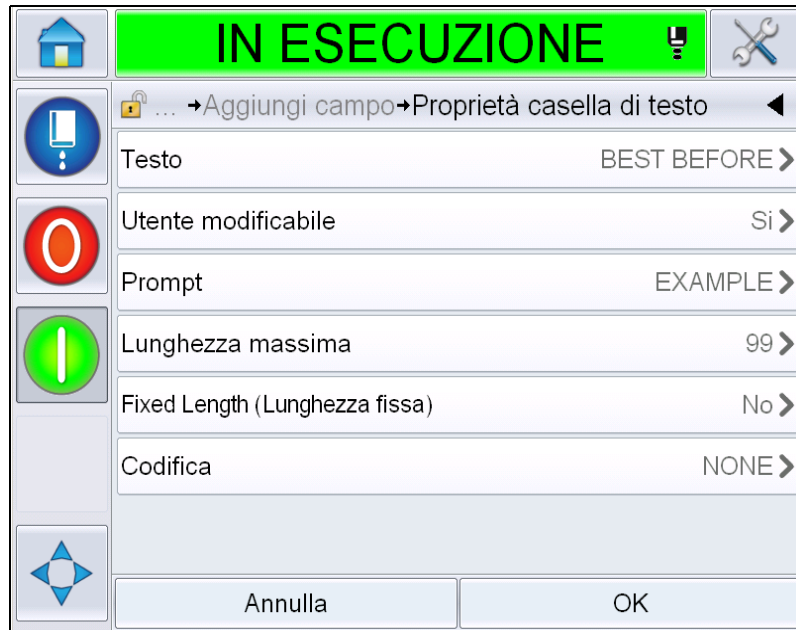 IN ESECUZIONE
... →Aggiungi campo→Proprietà casella di testo
Testo BEST BEFORE
Utente modificabile Si
Prompt EXAMPLE
Lunghezza massima 99
Fixed Length (Lunghezza fissa) No
Codifica NONE
Annulla OK